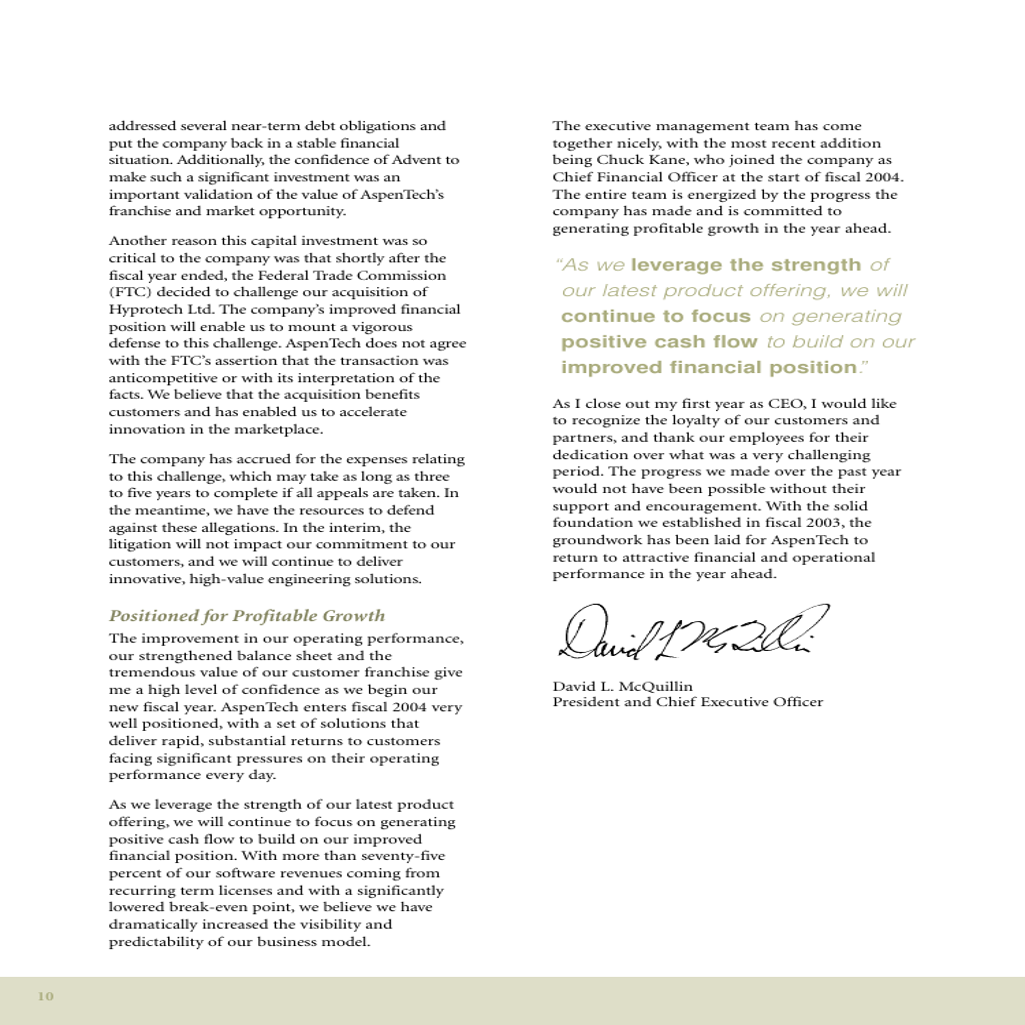 addressed several near-term debt obligations and
put the company back in a stable financial
situation. Additionally, the confidence of Advent to
make such a significant investment was an
important validation of the value of AspenTech's
franchise and market opportunity.
Another reason this capital investment was so
critical to the company was that shortly after the
fiscal year ended, the Federal Trade Commission
(FTC) decided to challenge our acquisition of
Hyprotech Ltd. The company's improved financial
position will enable us to mount a vigorous
defense to this challenge. AspenTech does not agree
with the FTC's assertion that the transaction was
anticompetitive or with its interpretation of the
facts. We believe that the acquisition benefits
customers and has enabled us to accelerate
innovation in the marketplace.
The company has accrued for the expenses relating
to this challenge, which may take as long as three
to five years to complete if all appeals are taken. In
the meantime, we have the resources to defend
against these allegations. In the interim, the
litigation will not impact our commitment to our
customers, and we will continue to deliver
innovative, high-value engineering solutions.
Positioned for Profitable Growth
The improvement in our operating performance,
our strengthened balance sheet and the
tremendous value of our customer franchise give
me a high level of confidence as we begin our
new fiscal year. AspenTech enters fiscal 2004 very
well positioned, with a set of solutions that
deliver rapid, substantial returns to customers
facing significant pressures on their operating
performance every day.
As we leverage the strength of our latest product
offering, we will continue to focus on generating
positive cash flow to build on our improved
financial position. With more than seventy-five
percent of our software revenues coming from
recurring term licenses and with a significantly
lowered break-even point, we believe we have
dramatically increased the visibility and
predictability of our business model.
The executive management team has come
together nicely, with the most recent addition
being Chuck Kane, who joined the company as
Chief Financial Officer at the start of fiscal 2004.
The entire team is energized by the progress the
company has made and is committed to
generating profitable growth in the year ahead.
"As we leverage the strength of
our latest product offering, we will
continue to focus on generating
positive cash flow to build on our
improved financial position."
As I close out my first year as CEO, I would like
to recognize the loyalty of our customers and
partners, and thank our employees for their
dedication over what was a very challenging
period. The progress we made over the past year
would not have been possible without their
support and encouragement. With the solid
foundation we established in fiscal 2003, the
groundwork has been laid for AspenTech to
return to attractive financial and operational
performance in the year ahead.
David L McQuillin
David L. McQuillin
President and Chief Executive Officer
10